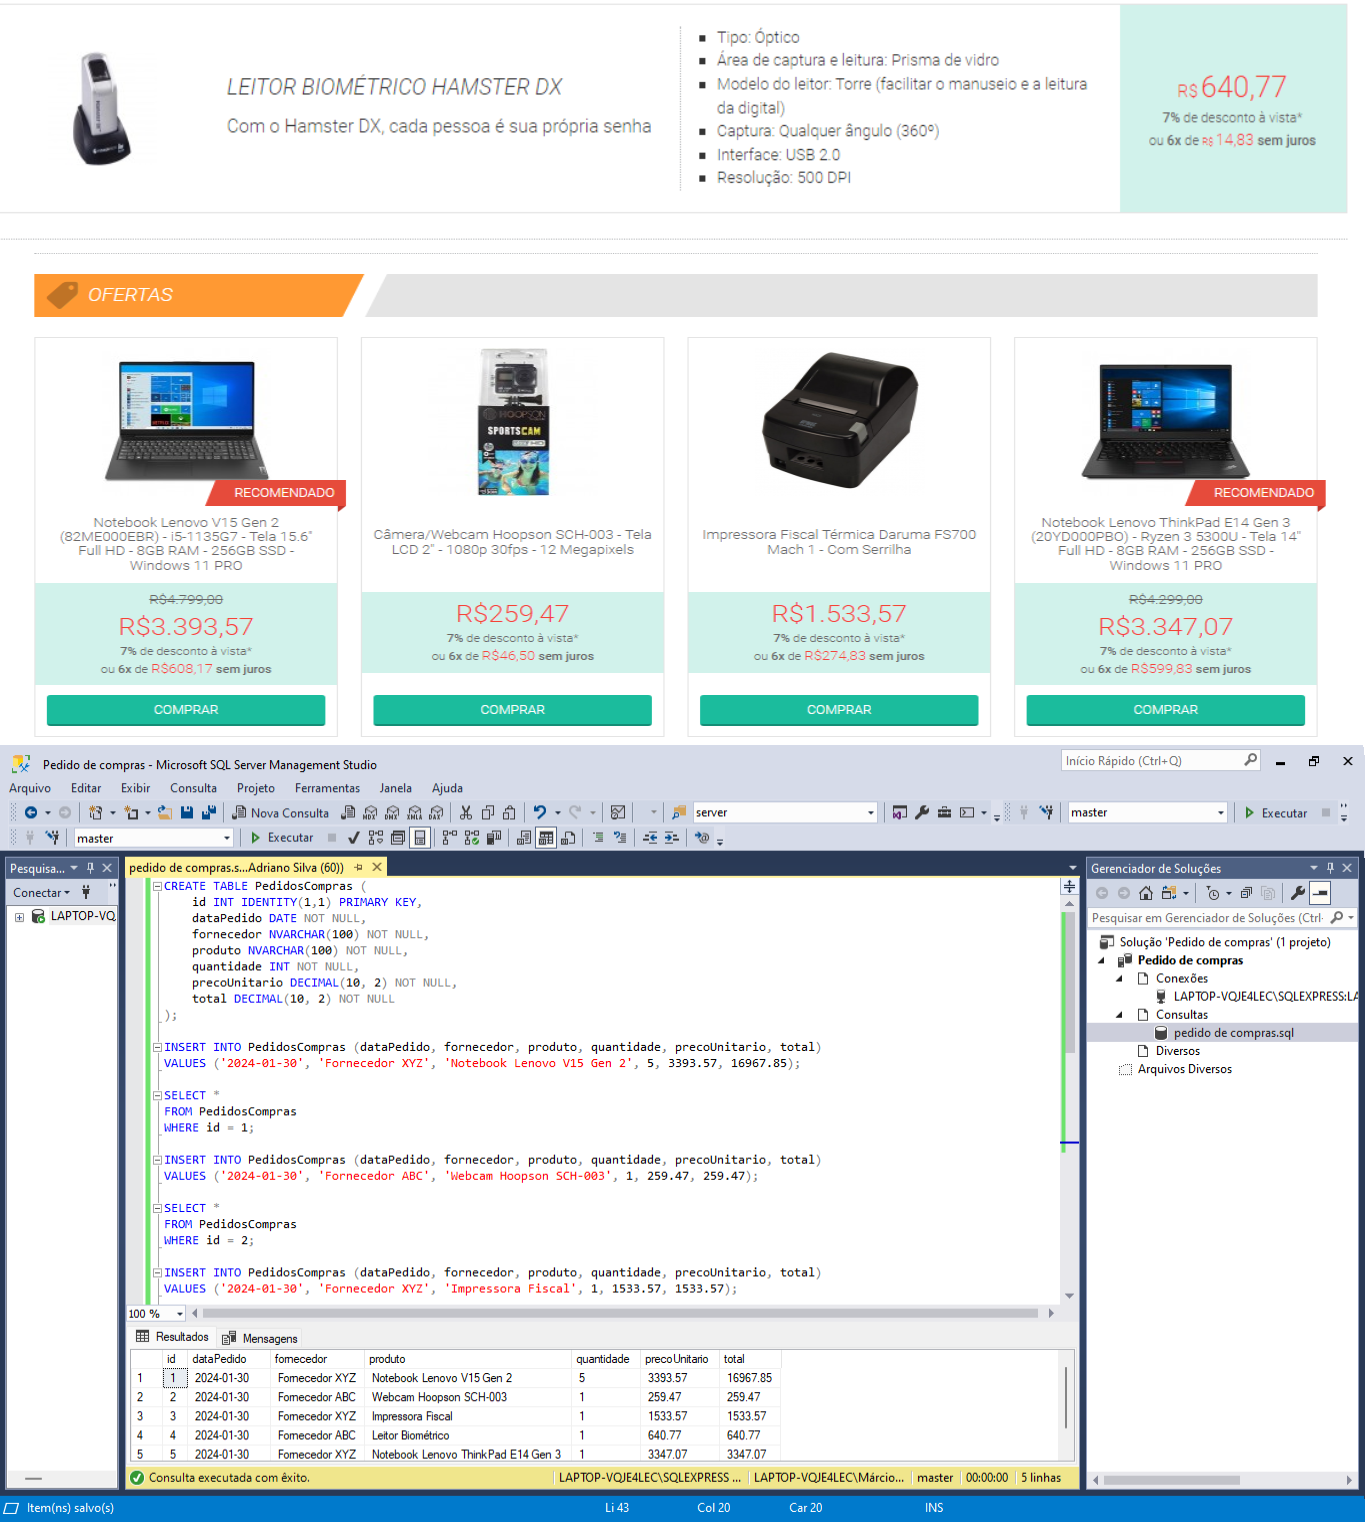 LEITOR BIOMÉTRICO HAMSTER DX
Com o Hamster DX, cada pessoa é sua própria senha
Tipo: Óptico
Área de captura e leitura: Prisma de vidro
Modelo do leitor: Torre (facilitar o manuseio e a leitura
da digital)
Captura: Qualquer ângulo (360º)
Interface: USB 2.0
Resolução: 500 DPI
R$640,77
7% de desconto à vista*
ou 6x de R$ 14,83 sem juros
OFERTAS
RECOMENDADO
Notebook Lenovo V15 Gen 2
(82ME000EBR) - i5-1135G7 - Tela 15.6"
Full HD - 8GB RAM - 256GB SSD -
Windows 11 PRO
R$4.799,00
R$3.393,57
7% de desconto à vista*
ou 6x de R$608,17 sem juros
COMPRAR
HOOPSON
SPORTSCAM
Câmera/Webcam Hoopson SCH-003 - Tela
LCD 2" - 1080p 30fps - 12 Megapixels
R$259,47
7% de desconto à vista*
ou 6x de R$46,50 sem juros
COMPRAR
Impressora Fiscal Térmica Daruma FS700
Mach 1 - Com Serrilha
R$1.533,57
7% de desconto à vista*
ou 6x de R$274,83 sem juros
COMPRAR
RECOMENDADO
Notebook Lenovo ThinkPad E14 Gen 3
(20YD000PBO) - Ryzen 3 5300U - Tela 14"
Full HD - 8GB RAM - 256GB SSD -
Windows 11 PRO
R$4.299,00
R$3.347,07
7% de desconto à vista*
ou 6x de R$599,83 sem juros
COMPRAR
Pedido de compras - Microsoft SQL Server Management Studio
Início Rápido (Ctrl+Q)
Arquivo Editar Exibir Consulta Projeto Ferramentas Janela Ajuda
Nova Consulta MDX DMX XMLA DAX server master Executar
master Executar
Pesquisa...
Conectar
LAPTOP-VQ
pedido de compras.s...Adriano Silva (60))
CREATE TABLE PedidosCompras (
id INT IDENTITY(1,1) PRIMARY KEY,
dataPedido DATE NOT NULL,
fornecedor NVARCHAR(100) NOT NULL,
produto NVARCHAR(100) NOT NULL,
quantidade INT NOT NULL,
precoUnitario DECIMAL(10, 2) NOT NULL,
total DECIMAL(10, 2) NOT NULL
);
INSERT INTO PedidosCompras (dataPedido, fornecedor, produto, quantidade, precoUnitario, total)
VALUES ('2024-01-30', 'Fornecedor XYZ', 'Notebook Lenovo V15 Gen 2', 5, 3393.57, 16967.85);
SELECT *
FROM PedidosCompras
WHERE id = 1;
INSERT INTO PedidosCompras (dataPedido, fornecedor, produto, quantidade, precoUnitario, total)
VALUES ('2024-01-30', 'Fornecedor ABC', 'Webcam Hoopson SCH-003', 1, 259.47, 259.47);
SELECT *
FROM PedidosCompras
WHERE id = 2;
INSERT INTO PedidosCompras (dataPedido, fornecedor, produto, quantidade, precoUnitario, total)
VALUES ('2024-01-30', 'Fornecedor XYZ', 'Impressora Fiscal', 1, 1533.57, 1533.57);
100 %
Resultados Mensagens
id dataPedido fornecedor produto quantidade precoUnitario total
1 1 2024-01-30 Fornecedor XYZ Notebook Lenovo V15 Gen 2 5 3393.57 16967.85
2 2 2024-01-30 Fornecedor ABC Webcam Hoopson SCH-003 1 259.47 259.47
3 3 2024-01-30 Fornecedor XYZ Impressora Fiscal 1 1533.57 1533.57
4 4 2024-01-30 Fornecedor ABC Leitor Biométrico 1 640.77 640.77
5 5 2024-01-30 Fornecedor XYZ Notebook Lenovo ThinkPad E14 Gen 3 1 3347.07 3347.07
Consulta executada com êxito. LAPTOP-VQJE4LEC\SQLEXPRESS ... LAPTOP-VQJE4LEC\Márcio... master 00:00:00 5 linhas
Gerenciador de Soluções
Pesquisar em Gerenciador de Soluções (Ctrl
Solução 'Pedido de compras' (1 projeto)
Pedido de compras
Conexões
LAPTOP-VQJE4LEC\SQLEXPRESS:LA
Consultas
pedido de compras.sql
Diversos
Arquivos Diversos
Item(ns) salvo(s) Li 43 Col 20 Car 20 INS